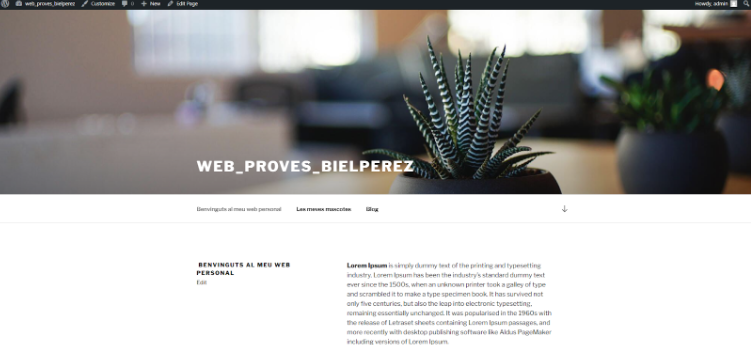 web_proves_bielperez Customize 0 New Edit Page Howdy, admin
WEB_PROVES_BIELPEREZ
Benvinguts al meu web personal Les meves mascotes Blog
BENVINGUTS AL MEU WEB
PERSONAL
Edit
Lorem Ipsum is simply dummy text of the printing and typesetting
industry. Lorem Ipsum has been the industry's standard dummy text
ever since the 1500s, when an unknown printer took a galley of type
and scrambled it to make a type specimen book. It has survived not
only five centuries, but also the leap into electronic typesetting,
remaining essentially unchanged. It was popularised in the 1960s with
the release of Letraset sheets containing Lorem Ipsum passages, and
more recently with desktop publishing software like Aldus PageMaker
including versions of Lorem Ipsum.